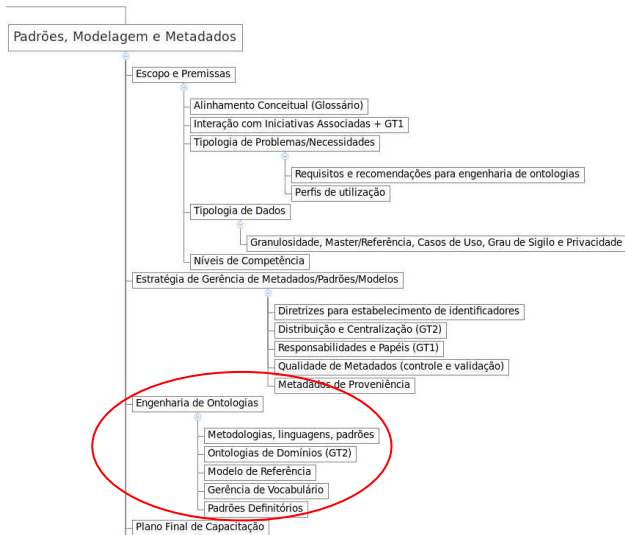 Padrões, Modelagem e Metadados
Escopo e Premissas
Alinhamento Conceitual (Glossário)
Interação com Iniciativas Associadas + GT1
Tipologia de Problemas/Necessidades
Requisitos e recomendações para engenharia de ontologias
Perfis de utilização
Tipologia de Dados
Granulosidade, Master/Referência, Casos de Uso, Grau de Sigilo e Privacidade
Níveis de Competência
Estratégia de Gerência de Metadados/Padrões/Modelos
Diretrizes para estabelecimento de identificadores
Distribuição e Centralização (GT2)
Responsabilidades e Papéis (GT1)
Qualidade de Metadados (controle e validação)
Metadados de Proveniência
Engenharia de Ontologias
Metodologias, linguagens, padrões
Ontologias de Domínios (GT2)
Modelo de Referência
Gerência de Vocabulário
Padrões Definitórios
Plano Final de Capacitação